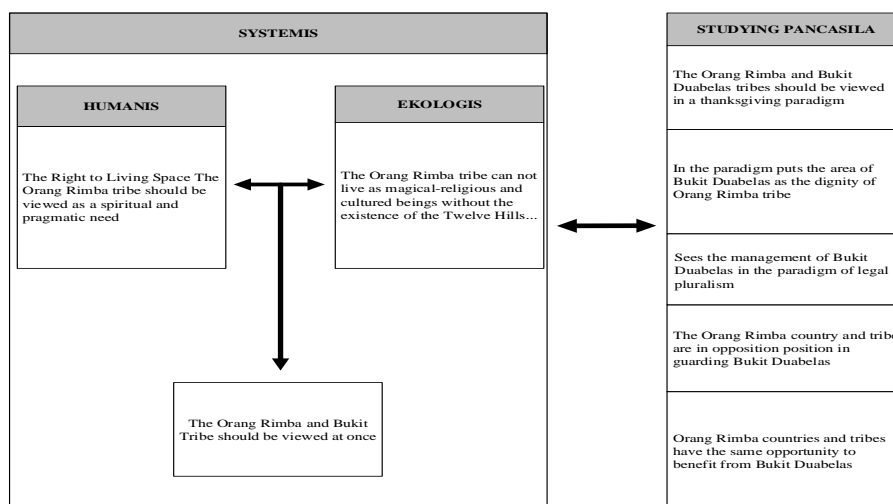 SYSTEMIS
HUMANIS
The Right to Living Space The
Orang Rimba tribe should be
viewed as a spiritual and
pragmatic need
EKOLOGIS
The Orang Rimba tribe can not
live as magical-religious and
cultured beings without the
existence of the Twelve Hills...
The Orang Rimba and Bukit
Tribe should be viewed at once
STUDYING PANCASILA
The Orang Rimba and Bukit
Duabelas tribes should be viewed
in a thanksgiving paradigm
In the paradigm puts the area of
Bukit Duabelas as the dignity of
Orang Rimba tribe
Sees the management of Bukit
Duabelas in the paradigm of legal
pluralism
The Orang Rimba country and tribe
are in opposition position in
guarding Bukit Duabelas
Orang Rimba countries and tribes
have the same opportunity to
benefit from Bukit Duabelas